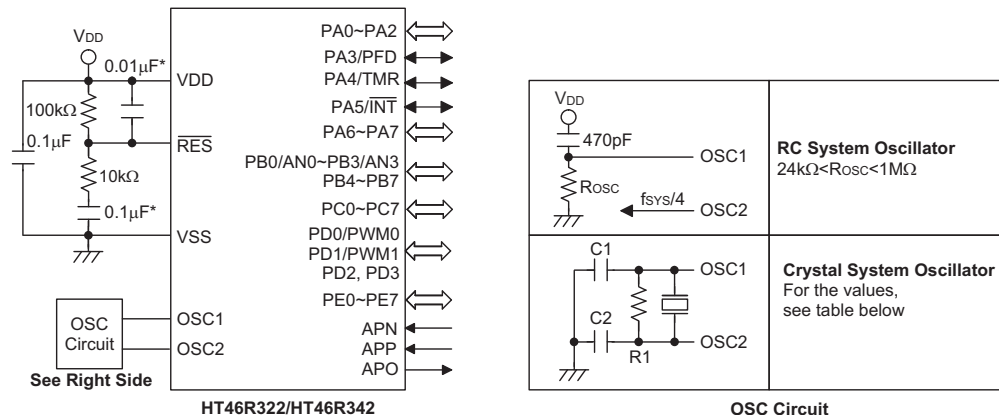 VDD
0.01μF*
100kΩ
0.1μF
10kΩ
0.1μF*
VDD
RES
VSS
OSC1
OSC2
OSC
Circuit
See Right Side
PA0~PA2
PA3/PFD
PA4/TMR
PA5/INT
PA6~PA7
PB0/AN0~PB3/AN3
PB4~PB7
PC0~PC7
PD0/PWM0
PD1/PWM1
PD2, PD3
PE0~PE7
APN
APP
APO
HT46R322/HT46R342
VDD
470pF
OSC1
ROSC
fSYS/4
OSC2
RC System Oscillator
24kΩ<ROSC<1MΩ
C1
OSC1
C2
R1
OSC2
Crystal System Oscillator
For the values,
see table below
OSC Circuit